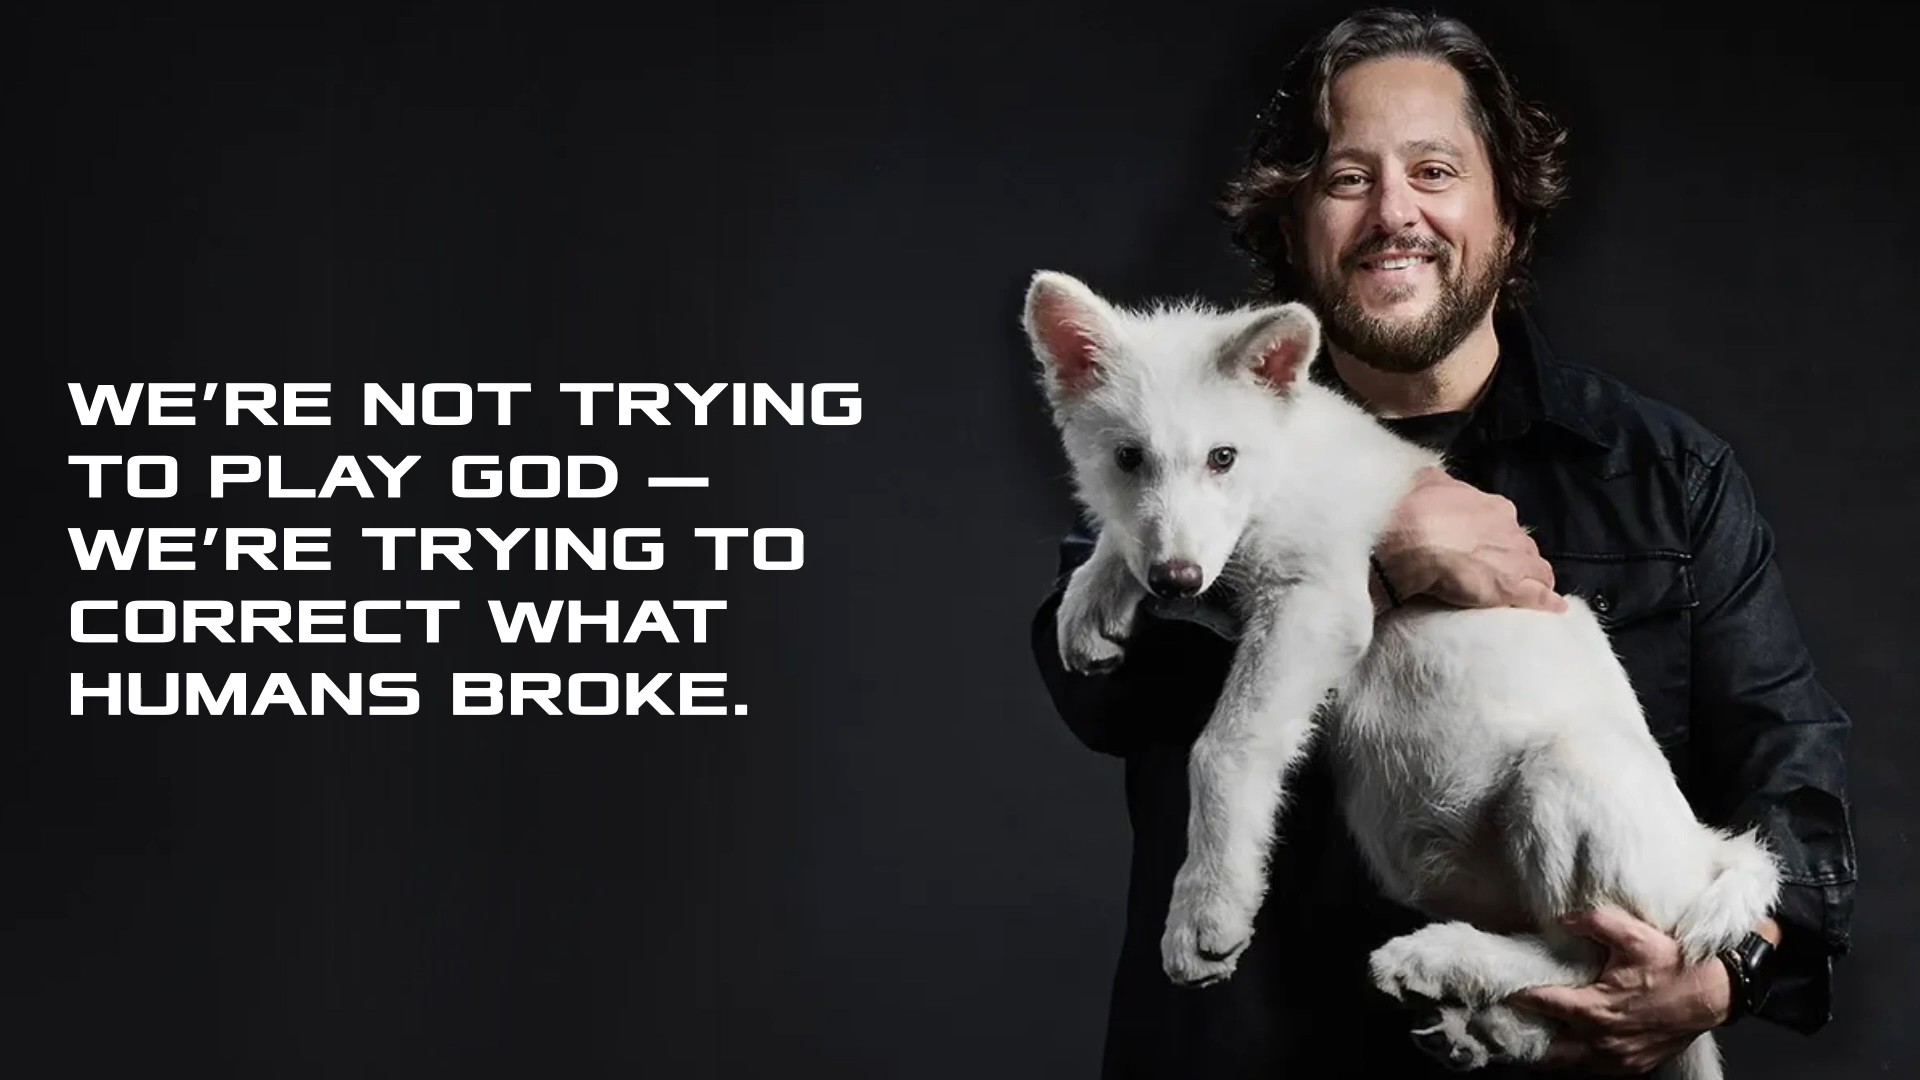 WE’RE NOT TRYING
TO PLAY GOD —
WE’RE TRYING TO
CORRECT WHAT
HUMANS BROKE.